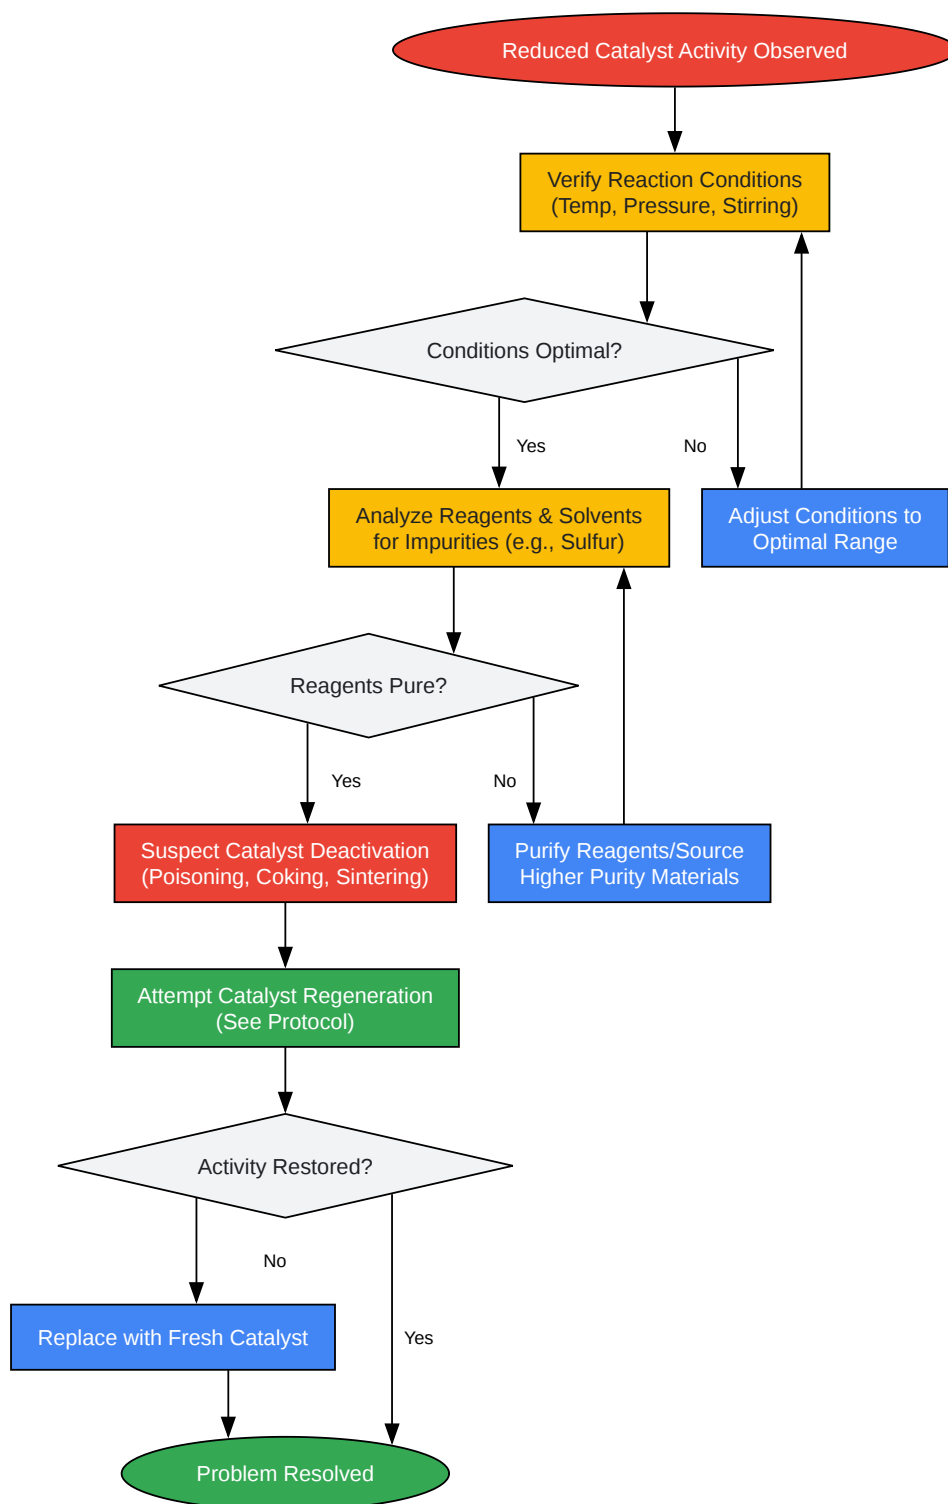 Reduced Catalyst Activity Observed
Verify Reaction Conditions
(Temp, Pressure, Stirring)
Conditions Optimal?
Yes
No
Analyze Reagents & Solvents
for Impurities (e.g., Sulfur)
Adjust Conditions to
Optimal Range
Reagents Pure?
Yes
No
Suspect Catalyst Deactivation
(Poisoning, Coking, Sintering)
Purify Reagents/Source
Higher Purity Materials
Attempt Catalyst Regeneration
(See Protocol)
Activity Restored?
No
Replace with Fresh Catalyst
Yes
Problem Resolved